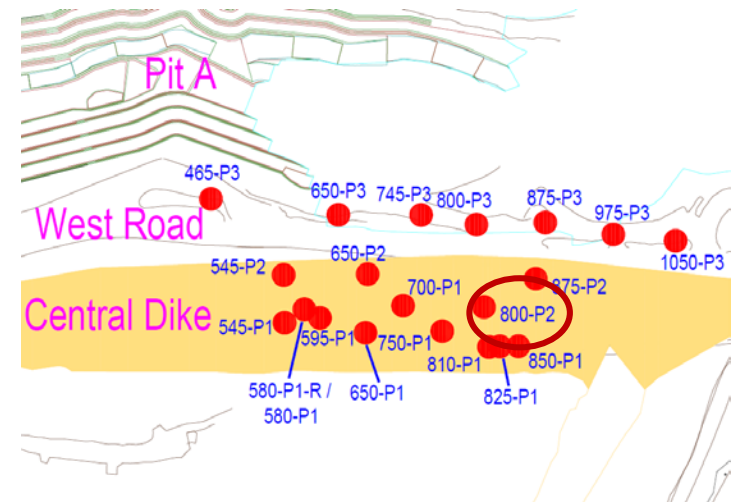 Pit A
465-P3
650-P3
745-P3
800-P3
875-P3
975-P3
1050-P3
West Road
545-P2
650-P2
875-P2
700-P1
800-P2
Central Dike
545-P1
595-P1
750-P1
810-P1
850-P1
580-P1-R /
580-P1
650-P1
825-P1